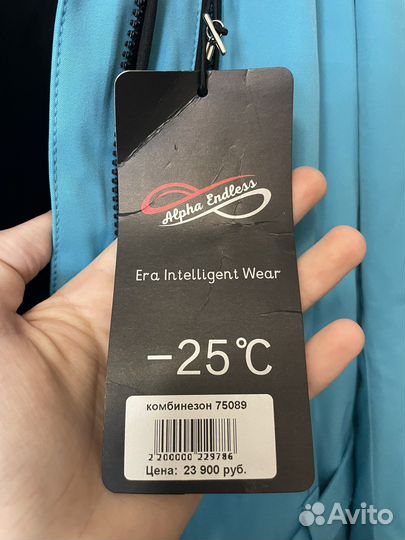 Alpha Endless
Era Intelligent Wear
-25°C
комбинезон 75089
2 200000 229786
Цена: 23 900 руб.
Avito